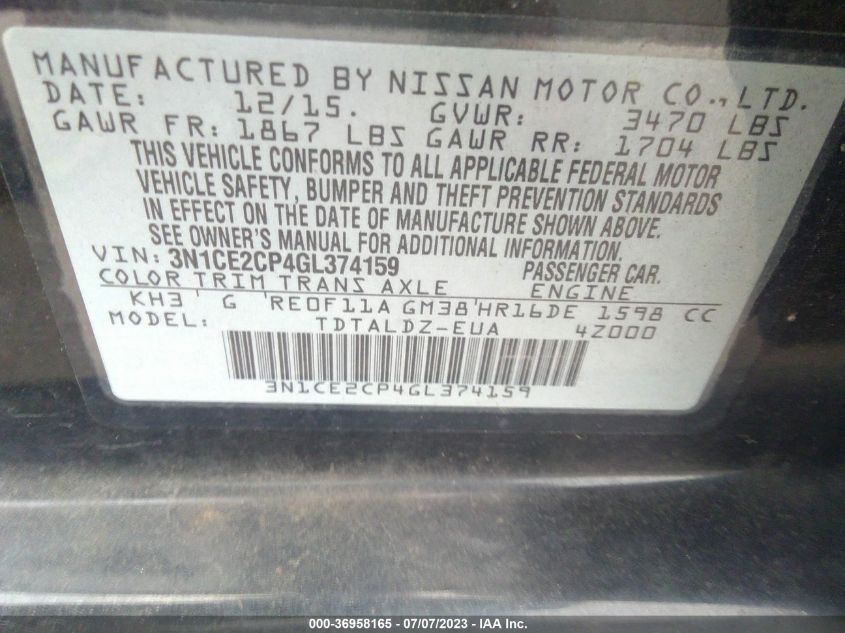 MANUFACTURED BY NISSAN MOTOR CO., LTD.
DATE: 12/15. GVWR: 3470 LBS
GAWR FR: 1867 LBS GAWR RR: 1704 LBS
THIS VEHICLE CONFORMS TO ALL APPLICABLE FEDERAL MOTOR
VEHICLE SAFETY, BUMPER AND THEFT PREVENTION STANDARDS
IN EFFECT ON THE DATE OF MANUFACTURE SHOWN ABOVE.
SEE OWNER'S MANUAL FOR ADDITIONAL INFORMATION.
VIN: 3N1CE2CP4GL374159 PASSENGER CAR.
COLOR TRIM TRANS AXLE ENGINE
KH3 ' G 'RE0F11A GM38'HR16DE 1598 CC
MODEL: TDTALDZ-EUA 4Z000
3N1CE2CP4GL374159
000-36958165 - 07/07/2023 - IAA Inc.